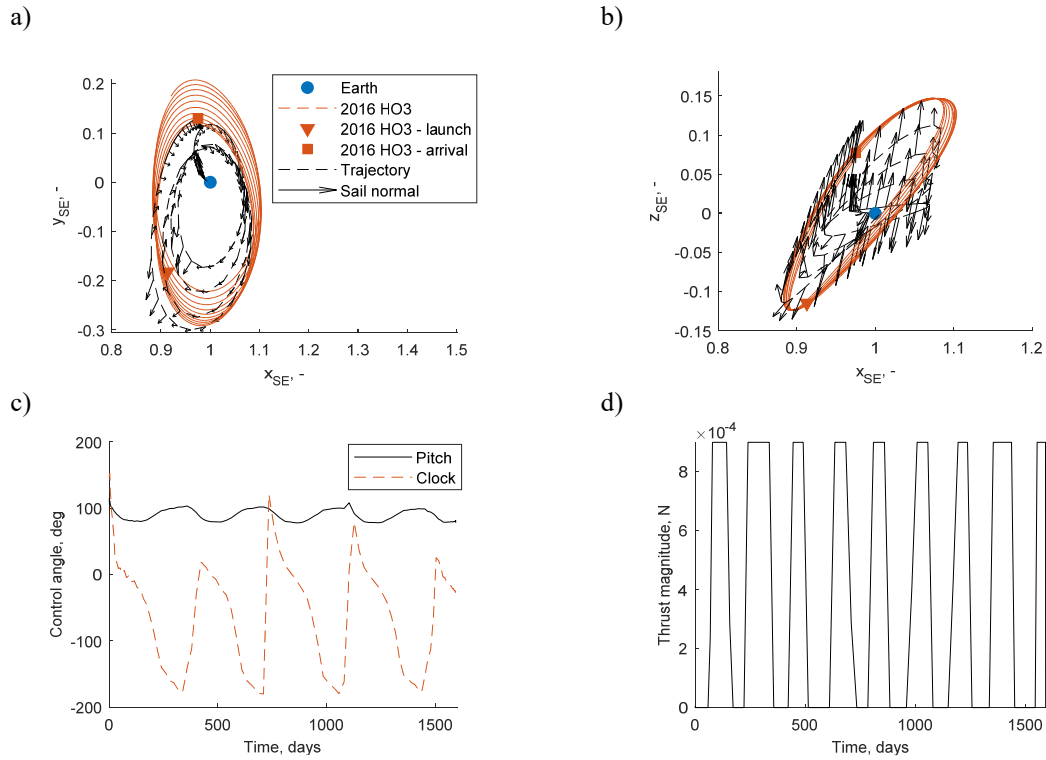 a)
0.2
0.1
0
-0.1
-0.2
-0.3
y_SE, -
0.8 0.9 1 1.1 1.2 1.3 1.4 1.5
x_SE, -
Earth
2016 HO3
2016 HO3 - launch
2016 HO3 - arrival
Trajectory
Sail normal
b)
0.15
0.1
0.05
0
-0.05
-0.1
-0.15
z_SE, -
0.8 0.9 1 1.1 1.2
x_SE, -
c)
200
100
0
-100
-200
Control angle, deg
0 500 1000 1500
Time, days
Pitch
Clock
d)
×10-4
8
6
4
2
0
Thrust magnitude, N
0 500 1000 1500
Time, days